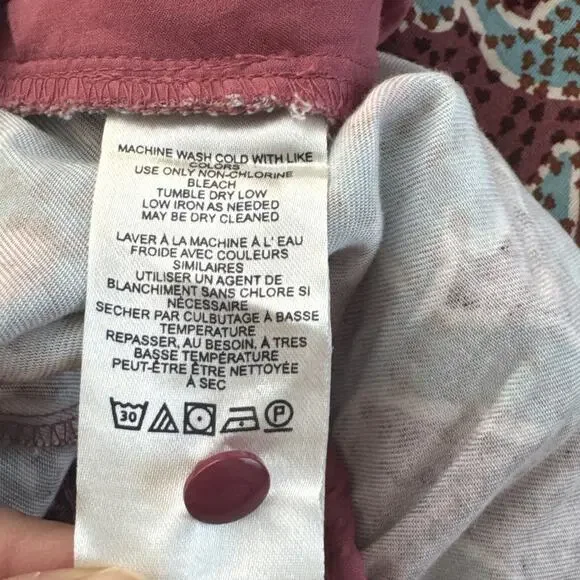 MACHINE WASH COLD WITH LIKE
COLORS
USE ONLY NON-CHLORINE
BLEACH
TUMBLE DRY LOW
LOW IRON AS NEEDED
MAY BE DRY CLEANED
LAVER À LA MACHINE À L' EAU
FROIDE AVEC COULEURS
SIMILAIRES
UTILISER UN AGENT DE
BLANCHIMENT SANS CHLORE SI
NÉCESSAIRE
SECHER PAR CULBUTAGE À BASSE
TEMPERATURE
REPASSER, AU BESOIN, À TRES
BASSE TEMPÉRATURE
PEUT-ÊTRE ÊTRE NETTOYÉE
À SEC
30 P